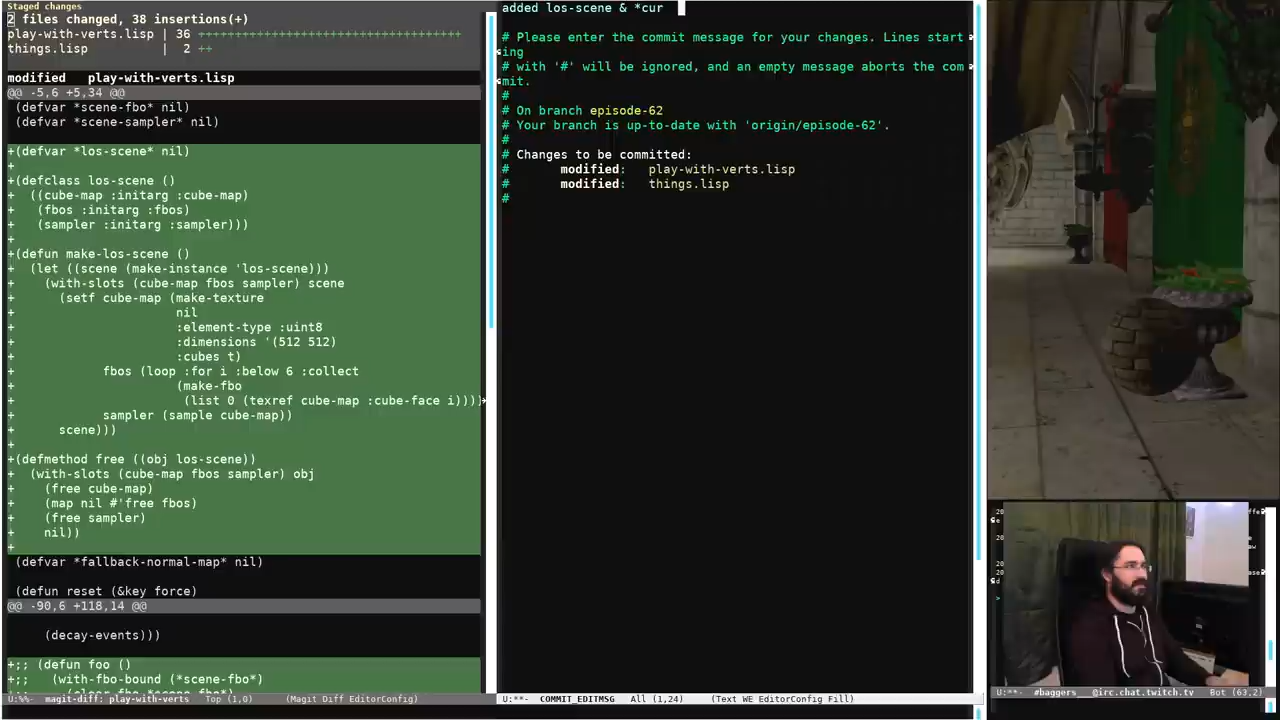 Staged changes
2 files changed, 38 insertions(+)
play-with-verts.lisp | 36 ++++++++++++++++++++++++++++++++++++
things.lisp          |  2 ++
modified   play-with-verts.lisp
@@ -5,6 +5,34 @@
 (defvar *scene-fbo* nil)
 (defvar *scene-sampler* nil)
+(defvar *los-scene* nil)
+
+(defclass los-scene ()
+  ((cube-map :initarg :cube-map)
+   (fbos :initarg :fbos)
+   (sampler :initarg :sampler)))
+
+(defun make-los-scene ()
+  (let ((scene (make-instance 'los-scene)))
+    (with-slots (cube-map fbos sampler) scene
+      (setf cube-map (make-texture
+                      nil
+                      :element-type :uint8
+                      :dimensions '(512 512)
+                      :cubes t)
+            fbos (loop :for i :below 6 :collect
+                      (make-fbo
+                       (list 0 (texref cube-map :cube-face i))))
+            sampler (sample cube-map))
+      scene)))
+
+(defmethod free ((obj los-scene))
+  (with-slots (cube-map fbos sampler) obj
+    (free cube-map)
+    (map nil #'free fbos)
+    (free sampler)
+    nil))
+
 (defvar *fallback-normal-map* nil)
 (defun reset (&key force)
@@ -90,6 +118,14 @@
     (decay-events)))
+;; (defun foo ()
+;;   (with-fbo-bound (*scene-fbo*)
U:%%-  magit-diff: play-with-verts   Top (1,0)      (Magit Diff EditorConfig)
added los-scene & *cur
# Please enter the commit message for your changes. Lines start
ing
# with '#' will be ignored, and an empty message aborts the com
mit.
#
# On branch episode-62
# Your branch is up-to-date with 'origin/episode-62'.
#
# Changes to be committed:
#       modified:   play-with-verts.lisp
#       modified:   things.lisp
#
U:**-  COMMIT_EDITMSG   All (1,24)     (Text WE EditorConfig Fill)
U:**-  #baggers   @irc.chat.twitch.tv   Bot (63,2)